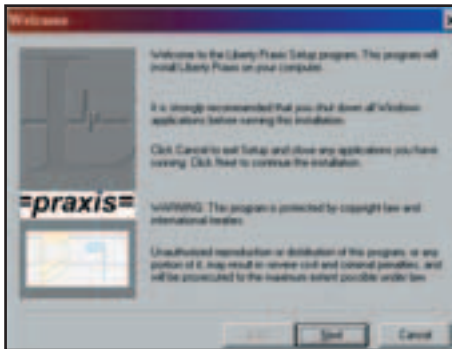 Welcome
Welcome to the Liberty Praxis Setup program. This program will
install Liberty Praxis on your computer.
It is strongly recommended that you shut down all Windows
applications before running this installation.
Click Cancel to exit Setup and close any applications you have
running. Click Next to continue the installation.
=praxis=
WARNING: This program is protected by copyright law and
international treaties.
Unauthorized reproduction or distribution of this program, or any
portion of it, may result in severe civil and criminal penalties, and
will be prosecuted to the maximum extent possible under law.
Next
Cancel